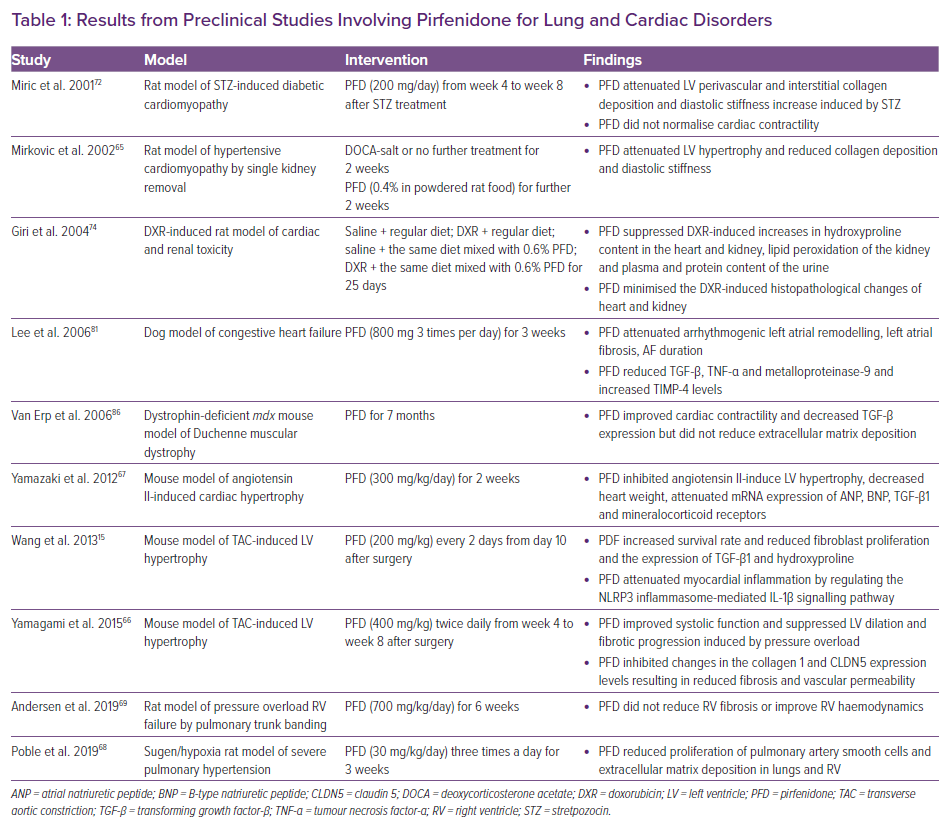 Table 1: Results from Preclinical Studies Involving Pirfenidone for Lung and Cardiac Disorders
Study Model Intervention Findings
Miric et al. 2001⁷²
Rat model of STZ-induced diabetic
cardiomyopathy
PFD (200 mg/day) from week 4 to week 8
after STZ treatment
• PFD attenuated LV perivascular and interstitial collagen
deposition and diastolic stiffness increase induced by STZ
• PFD did not normalise cardiac contractility
Mirkovic et al. 2002⁶⁵
Rat model of hypertensive
cardiomyopathy by single kidney
removal
DOCA-salt or no further treatment for
2 weeks
PFD (0.4% in powdered rat food) for further
2 weeks
• PFD attenuated LV hypertrophy and reduced collagen deposition
and diastolic stiffness
Giri et al. 2004⁷⁴
DXR-induced rat model of cardiac
and renal toxicity
Saline + regular diet; DXR + regular diet;
saline + the same diet mixed with 0.6% PFD;
DXR + the same diet mixed with 0.6% PFD for
25 days
• PFD suppressed DXR-induced increases in hydroxyproline
content in the heart and kidney, lipid peroxidation of the kidney
and plasma and protein content of the urine
• PFD minimised the DXR-induced histopathological changes of
heart and kidney
Lee et al. 2006⁸¹
Dog model of congestive heart failure
PFD (800 mg 3 times per day) for 3 weeks
• PFD attenuated arrhythmogenic left atrial remodelling, left atrial
fibrosis, AF duration
• PFD reduced TGF-β, TNF-α and metalloproteinase-9 and
increased TIMP-4 levels
Van Erp et al. 2006⁸⁶
Dystrophin-deficient mdx mouse
model of Duchenne muscular
dystrophy
PFD for 7 months
• PFD improved cardiac contractility and decreased TGF-β
expression but did not reduce extracellular matrix deposition
Yamazaki et al. 2012⁶⁷
Mouse model of angiotensin
II-induced cardiac hypertrophy
PFD (300 mg/kg/day) for 2 weeks
• PFD inhibited angiotensin II-induce LV hypertrophy, decreased
heart weight, attenuated mRNA expression of ANP, BNP, TGF-β1
and mineralocorticoid receptors
Wang et al. 2013¹⁵
Mouse model of TAC-induced LV
hypertrophy
PFD (200 mg/kg) every 2 days from day 10
after surgery
• PDF increased survival rate and reduced fibroblast proliferation
and the expression of TGF-β1 and hydroxyproline
• PFD attenuated myocardial inflammation by regulating the
NLRP3 inflammasome-mediated IL-1β signalling pathway
Yamagami et al. 2015⁶⁶
Mouse model of TAC-induced LV
hypertrophy
PFD (400 mg/kg) twice daily from week 4 to
week 8 after surgery
• PFD improved systolic function and suppressed LV dilation and
fibrotic progression induced by pressure overload
• PFD inhibited changes in the collagen 1 and CLDN5 expression
levels resulting in reduced fibrosis and vascular permeability
Andersen et al. 2019⁶⁹
Rat model of pressure overload RV
failure by pulmonary trunk banding
PFD (700 mg/kg/day) for 6 weeks
• PFD did not reduce RV fibrosis or improve RV haemodynamics
Poble et al. 2019⁶⁸
Sugen/hypoxia rat model of severe
pulmonary hypertension
PFD (30 mg/kg/day) three times a day for
3 weeks
• PFD reduced proliferation of pulmonary artery smooth cells and
extracellular matrix deposition in lungs and RV
ANP = atrial natriuretic peptide; BNP = B-type natriuretic peptide; CLDN5 = claudin 5; DOCA = deoxycorticosterone acetate; DXR = doxorubicin; LV = left ventricle; PFD = pirfenidone; TAC = transverse
aortic constriction; TGF-β = transforming growth factor-β; TNF-α = tumour necrosis factor-α; RV = right ventricle; STZ = stretpozocin.